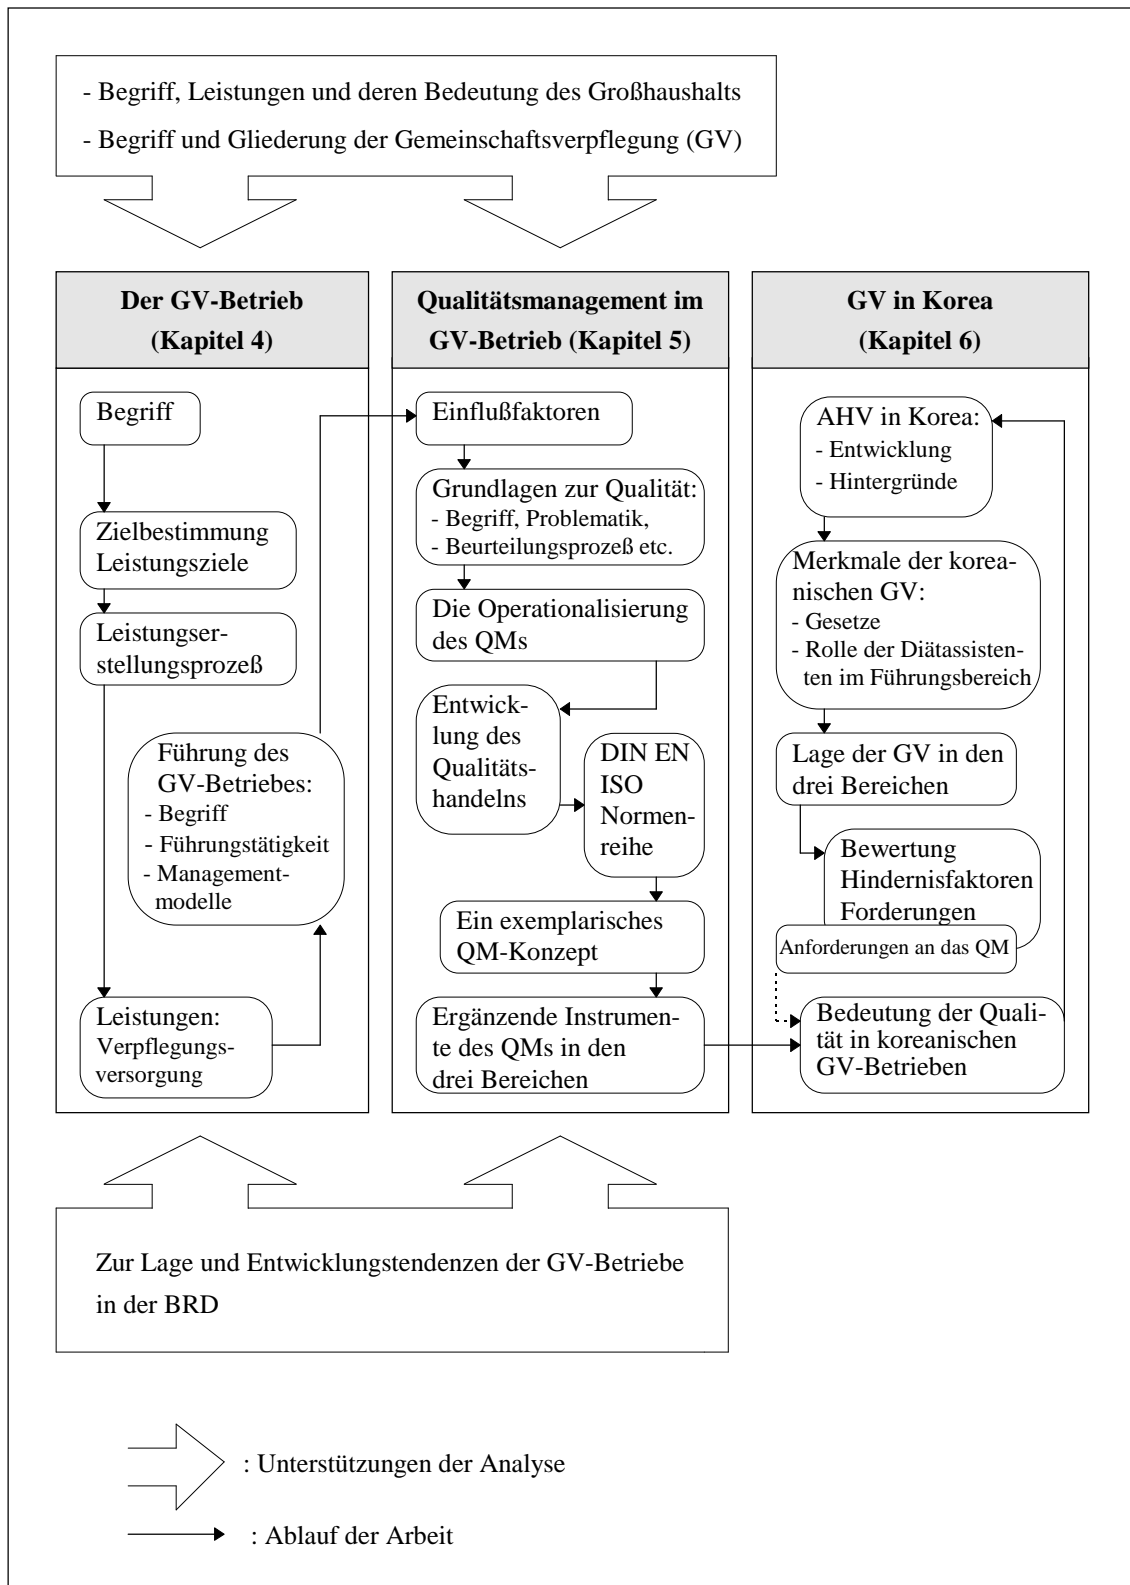 - Begriff, Leistungen und deren Bedeutung des Großhaushalts
- Begriff und Gliederung der Gemeinschaftsverpflegung (GV)
Der GV-Betrieb
(Kapitel 4)
Begriff
Zielbestimmung
Leistungsziele
Leistungser-
stellungsprozeß
Führung des
GV-Betriebes:
- Begriff
- Führungstätigkeit
- Management-
modelle
Leistungen:
Verpflegungs-
versorgung
Qualitätsmanagement im
GV-Betrieb (Kapitel 5)
Einflußfaktoren
Grundlagen zur Qualität:
- Begriff, Problematik,
- Beurteilungsprozeß etc.
Die Operationalisierung
des QMs
Entwick-
lung des
Qualitäts-
handelns
DIN EN
ISO
Normen-
reihe
Ein exemplarisches
QM-Konzept
Ergänzende Instrumen-
te des QMs in den
drei Bereichen
GV in Korea
(Kapitel 6)
AHV in Korea:
- Entwicklung
- Hintergründe
Merkmale der korea-
nischen GV:
- Gesetze
- Rolle der Diätassisten-
ten im Führungsbereich
Lage der GV in den
drei Bereichen
Bewertung
Hindernisfaktoren
Forderungen
Anforderungen an das QM
Bedeutung der Quali-
tät in koreanischen
GV-Betrieben
Zur Lage und Entwicklungstendenzen der GV-Betriebe
in der BRD
: Unterstützungen der Analyse
: Ablauf der Arbeit